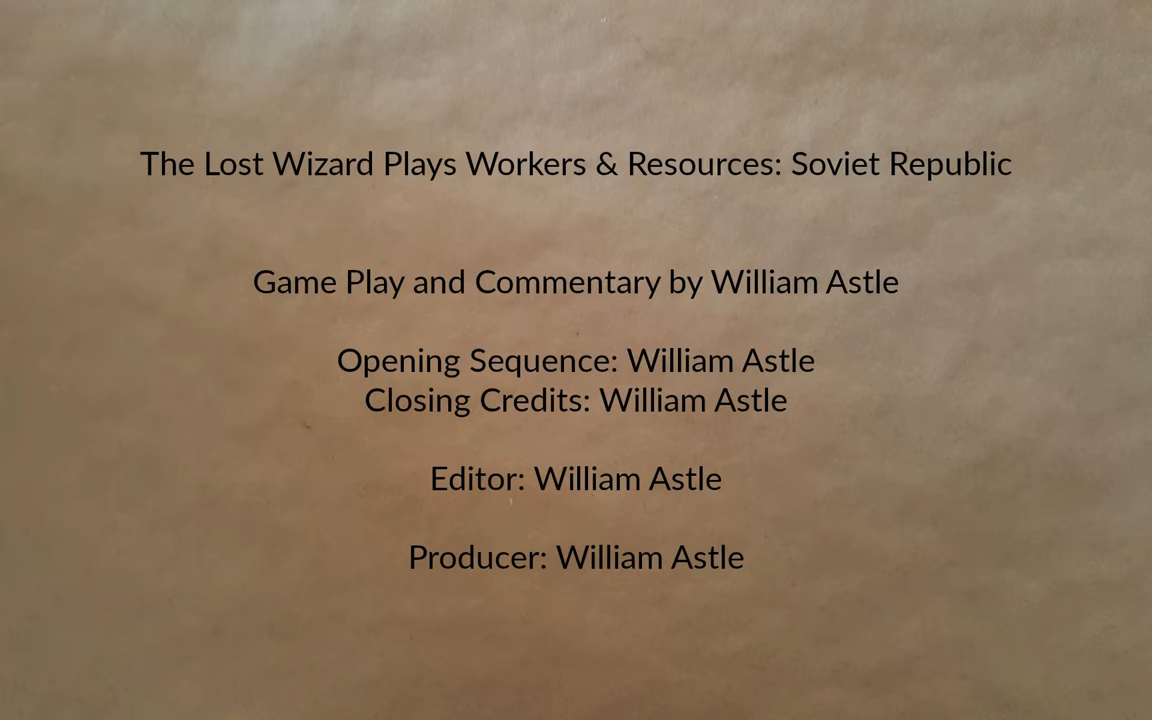 The Lost Wizard Plays Workers & Resources: Soviet Republic
Game Play and Commentary by William Astle
Opening Sequence: William Astle
Closing Credits: William Astle
Editor: William Astle
Producer: William Astle